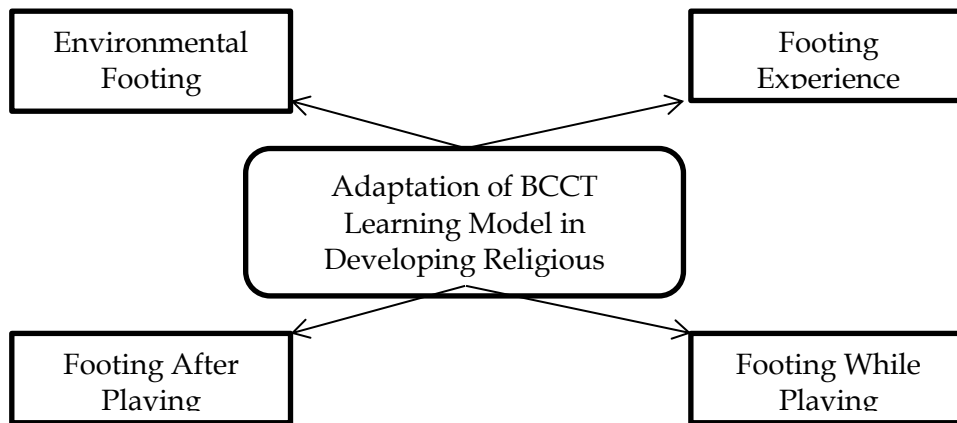 Environmental
Footing
Footing
Experience
Adaptation of BCCT
Learning Model in
Developing Religious
Footing After
Playing
Footing While
Playing